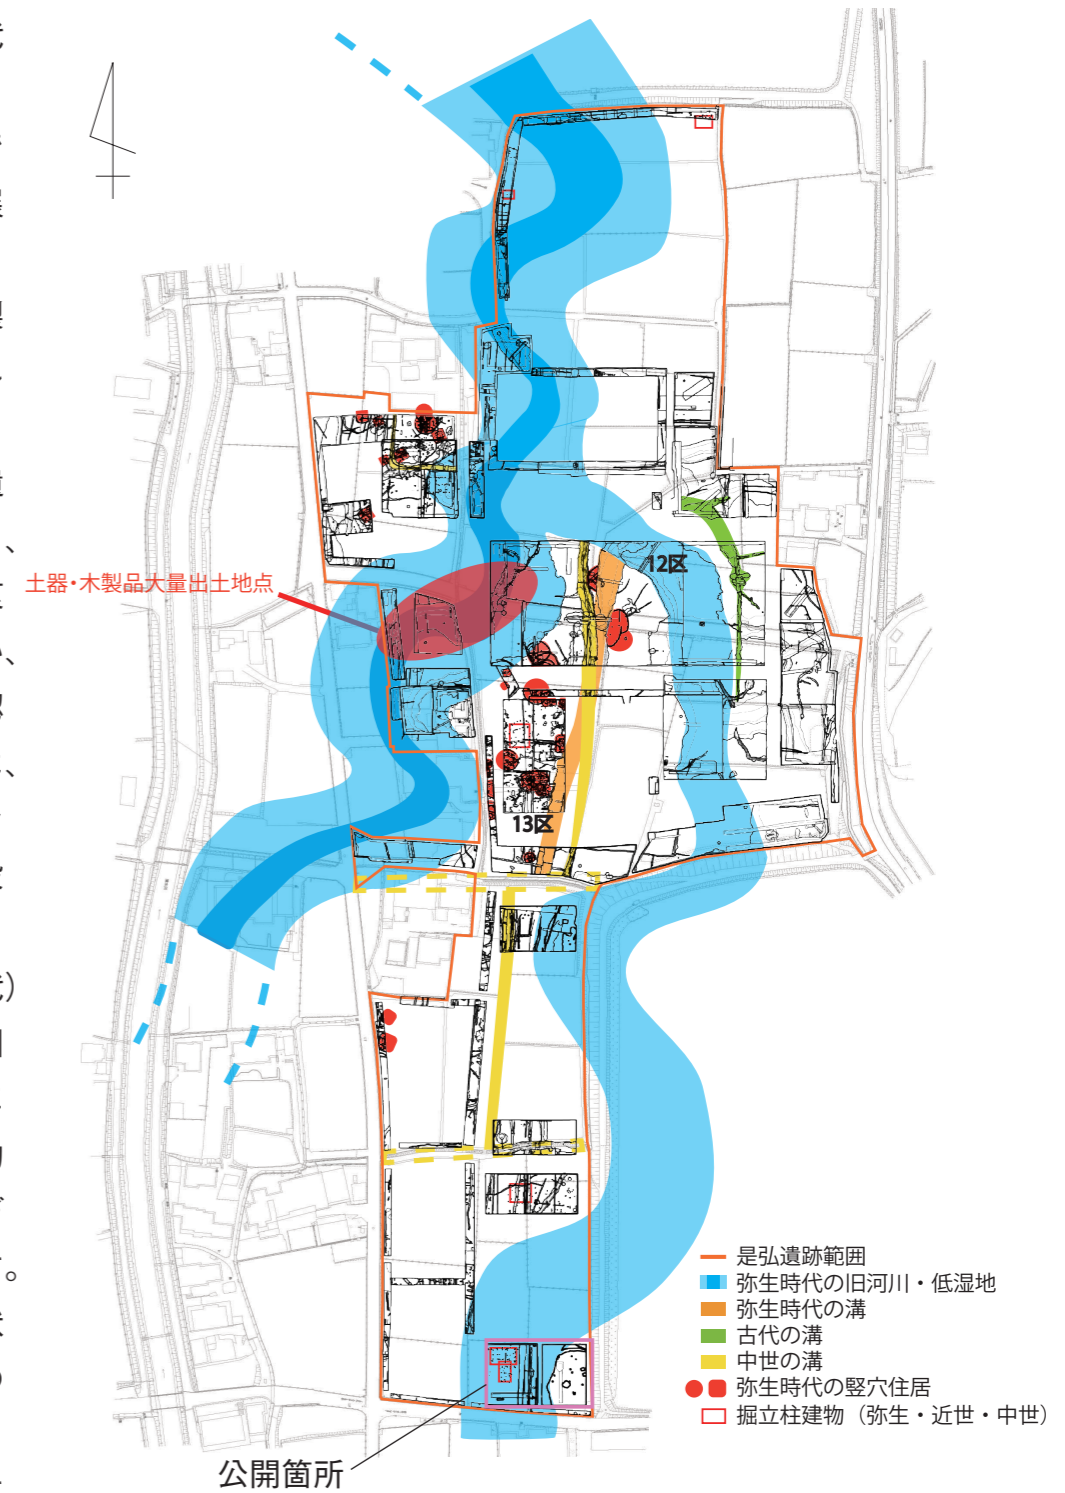 12区
土器・木製品大量出土地点
13区
是弘遺跡範囲
弥生時代の旧河川・低湿地
弥生時代の溝
古代の溝
中世の溝
弥生時代の竪穴住居
掘立柱建物（弥生・近世・中世）
公開箇所